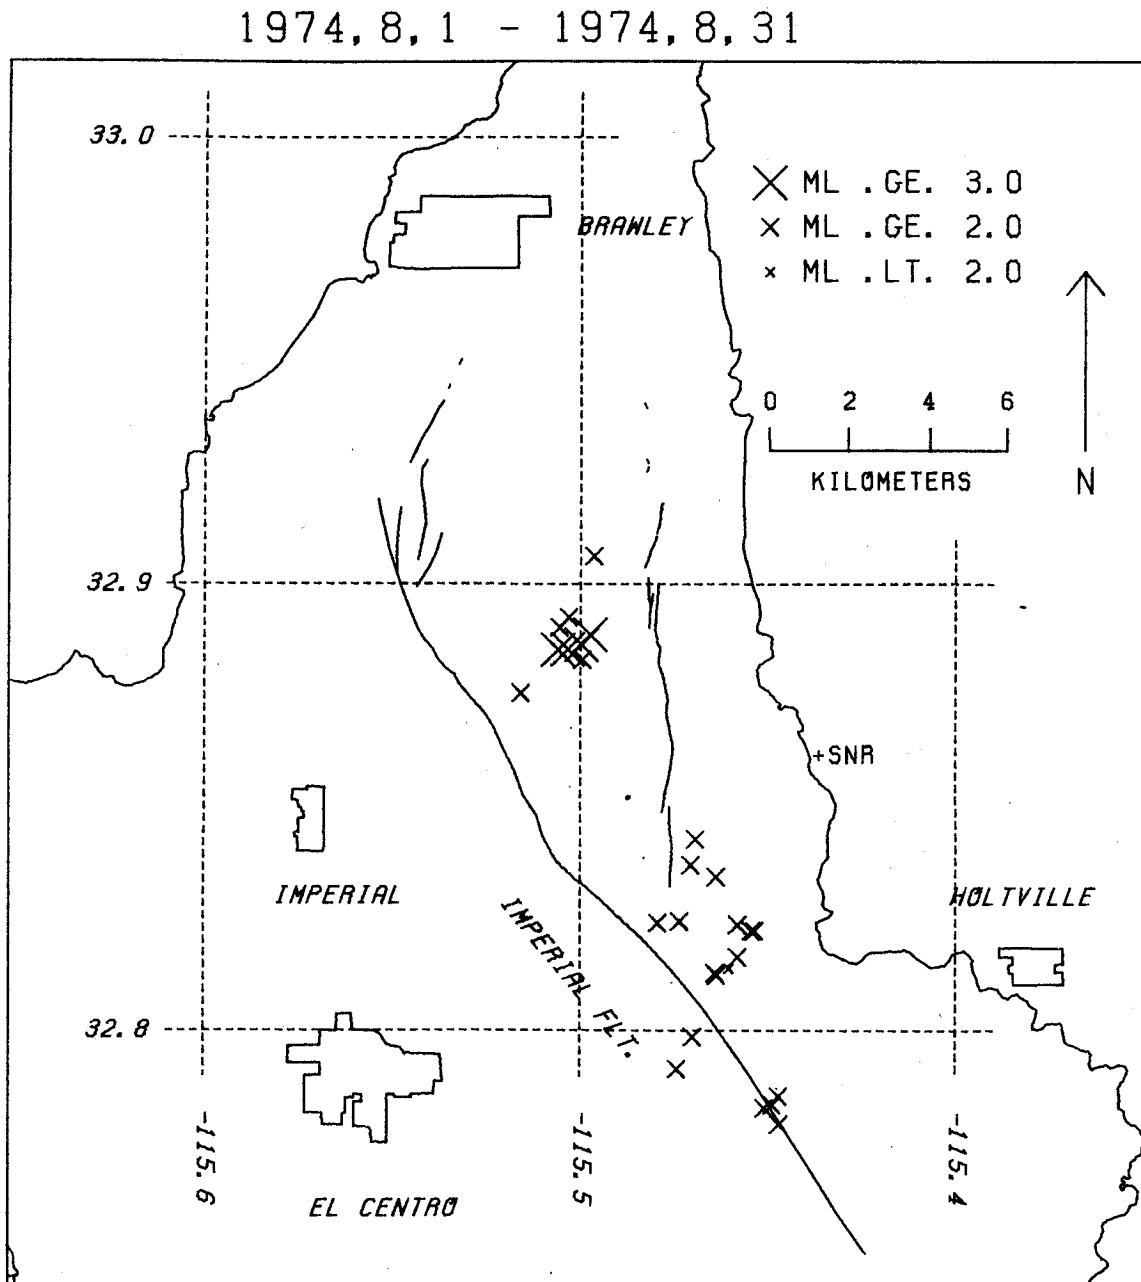 1974, 8, 1 - 1974, 8, 31
33.0
ML .GE. 3.0
BRAWLEY
ML .GE. 2.0
ML .LT. 2.0
0 2 4 6
KILOMETERS
N
32.9
+SNR
IMPERIAL
IMPERIAL FLT.
HOLTVILLE
32.8
-115.6
-115.5
-115.4
EL CENTRO